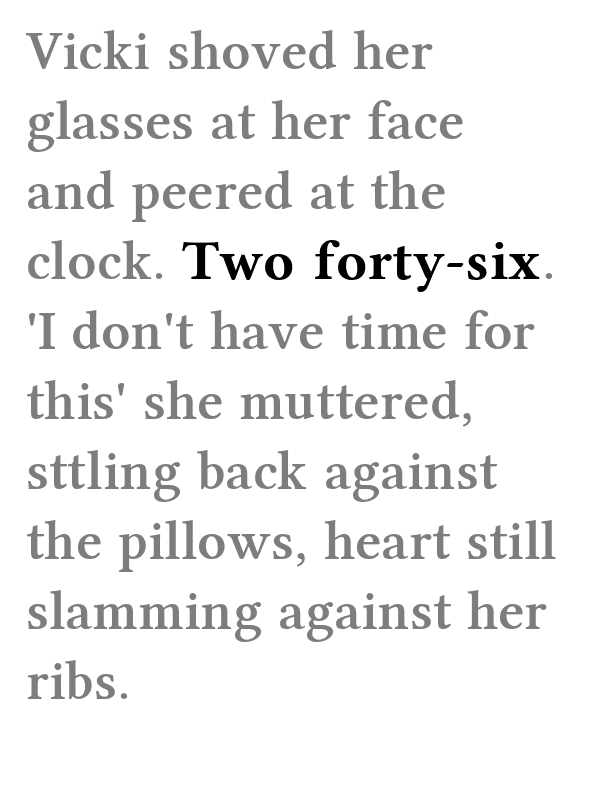 Vicki shoved her
glasses at her face
and peered at the
clock. Two forty-six.
'I don't have time for
this' she muttered,
sttling back against
the pillows, heart still
slamming against her
ribs.